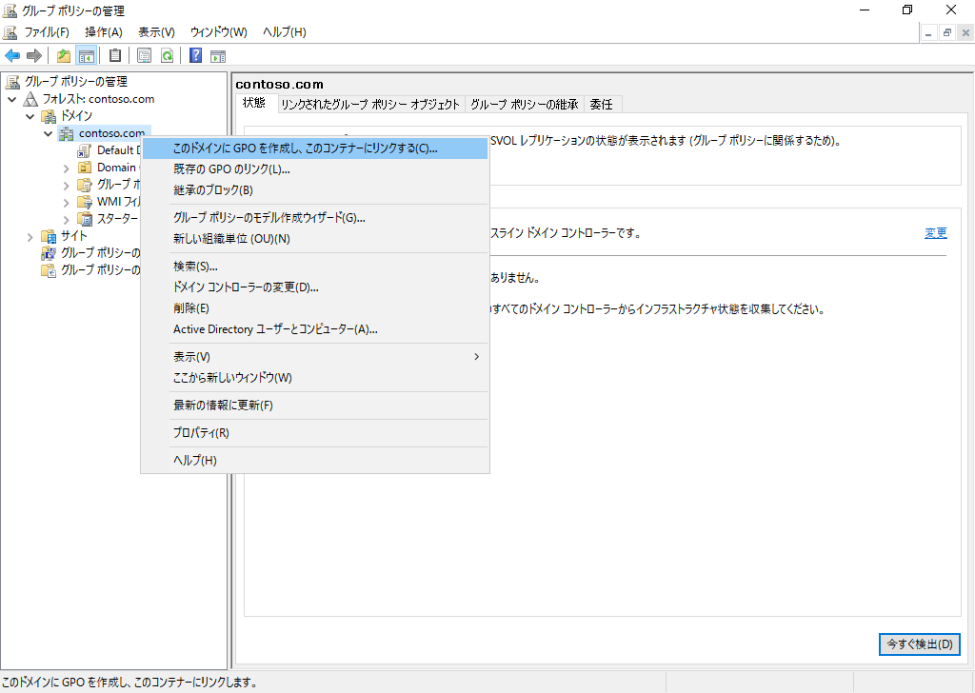 グループ ポリシーの管理
ファイル(F) 操作(A) 表示(V) ウィンドウ(W) ヘルプ(H)
グループ ポリシーの管理
フォレスト: contoso.com
ドメイン
contoso.com
Default
Domain
グループ
WMI
スターター
サイト
グループ ポリシーの
グループ ポリシーの
contoso.com
状態 リンクされたグループ ポリシー オブジェクト グループ ポリシーの継承 委任
SVOL レプリケーションの状態が表示されます (グループ ポリシーに関係するため)。
スライン ドメイン コントローラーです。
変更
ありません。
すべてのドメイン コントローラーからインフラストラクチャ状態を収集してください。
このドメインに GPO を作成し、このコンテナーにリンクする(C)...
既存の GPO のリンク(L)...
継承のブロック(B)
グループ ポリシーのモデル作成ウィザード(G)...
新しい組織単位 (OU)(N)
検索(S)...
ドメイン コントローラーの変更(D)...
削除(E)
Active Directory ユーザーとコンピューター(A)...
表示(V)
ここから新しいウィンドウ(W)
最新の情報に更新(F)
プロパティ(R)
ヘルプ(H)
今すぐ検出(D)
このドメインに GPO を作成し、このコンテナーにリンクします。